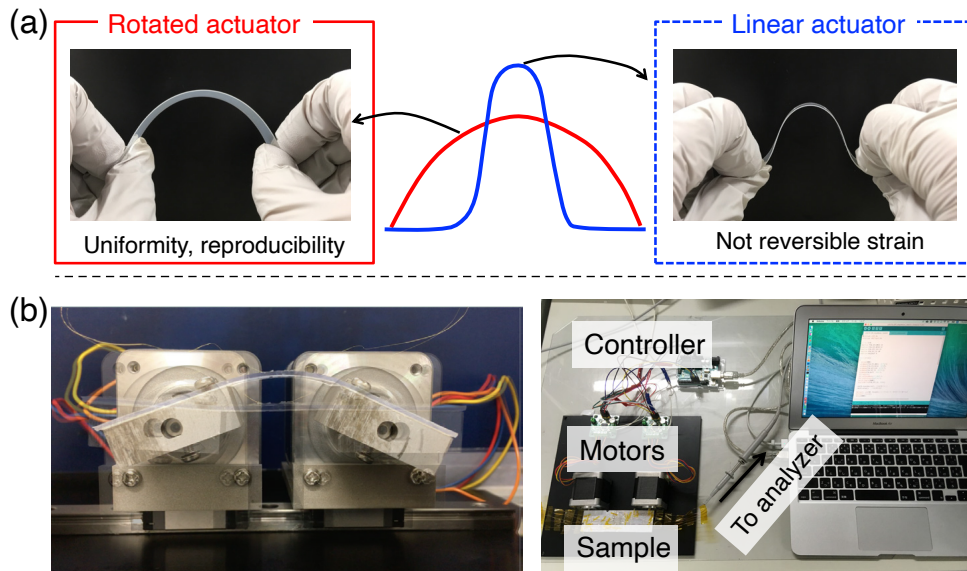 (a)
Rotated actuator
Linear actuator
Uniformity, reproducibility
Not reversible strain
(b)
Controller
Motors
Sample
To analyzer